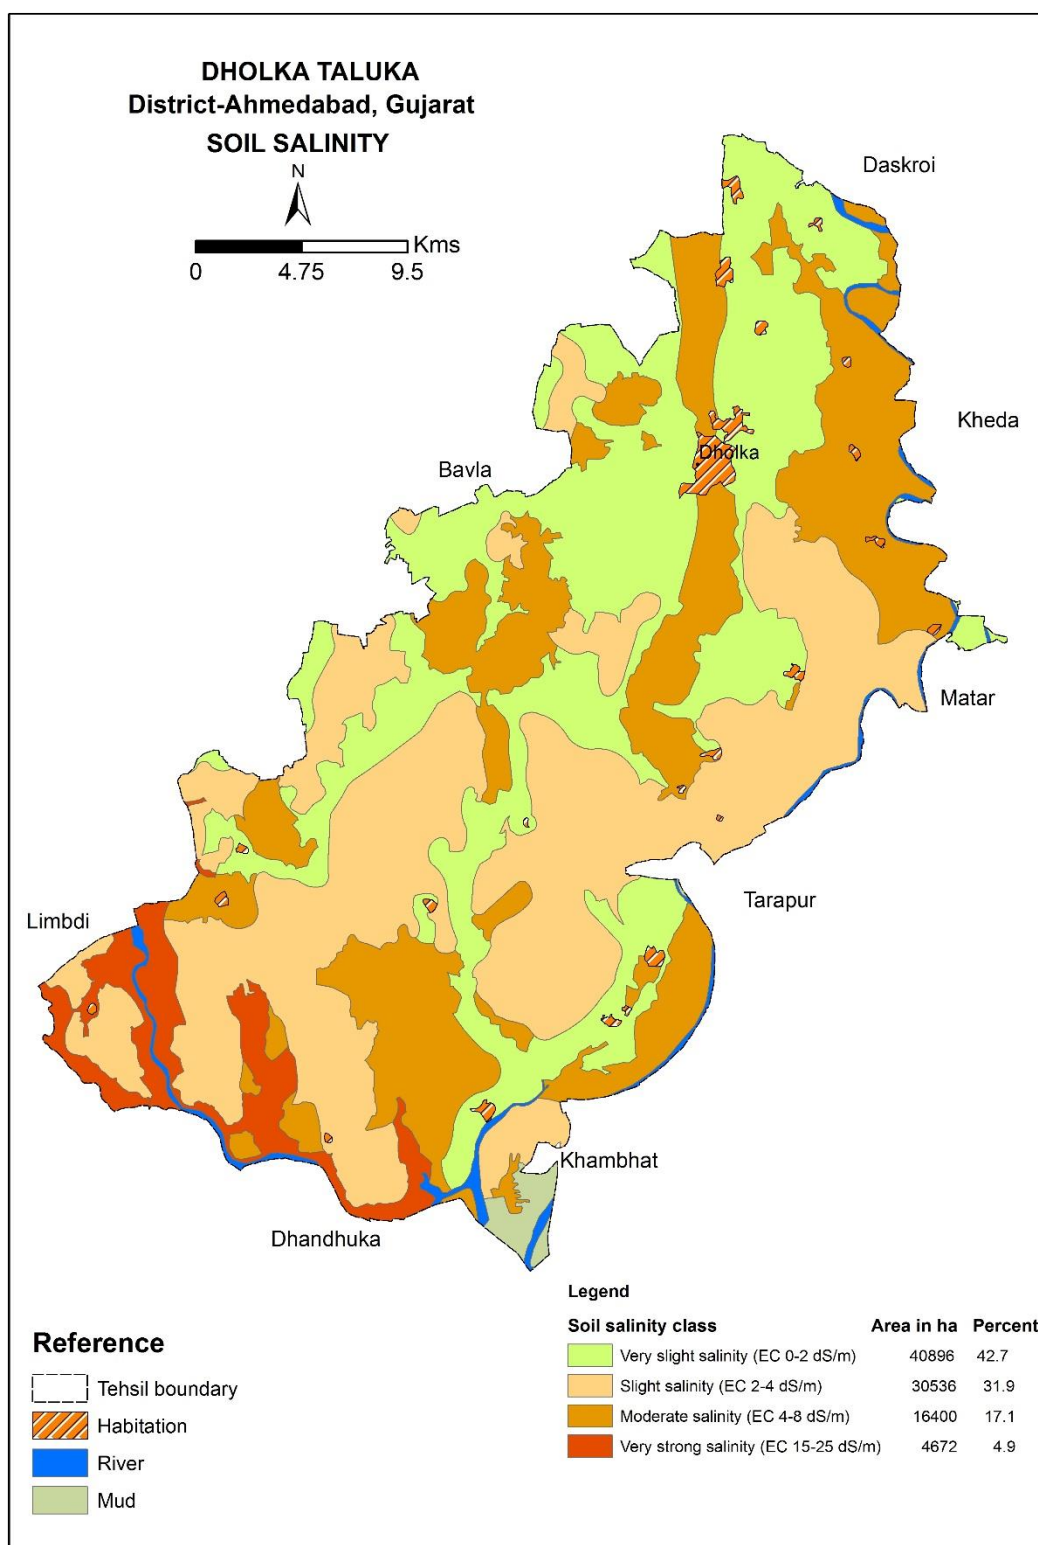 DHOLKA TALUKA
District-Ahmedabad, Gujarat
SOIL SALINITY
N
Kms
0 4.75 9.5
Daskroi
Kheda
Dholka
Bavla
Matar
Tarapur
Limbdi
Khambhat
Dhandhuka
Legend
Soil salinity class Area in ha Percent
Very slight salinity (EC 0-2 dS/m) 40896 42.7
Slight salinity (EC 2-4 dS/m) 30536 31.9
Moderate salinity (EC 4-8 dS/m) 16400 17.1
Very strong salinity (EC 15-25 dS/m) 4672 4.9
Reference
Tehsil boundary
Habitation
River
Mud